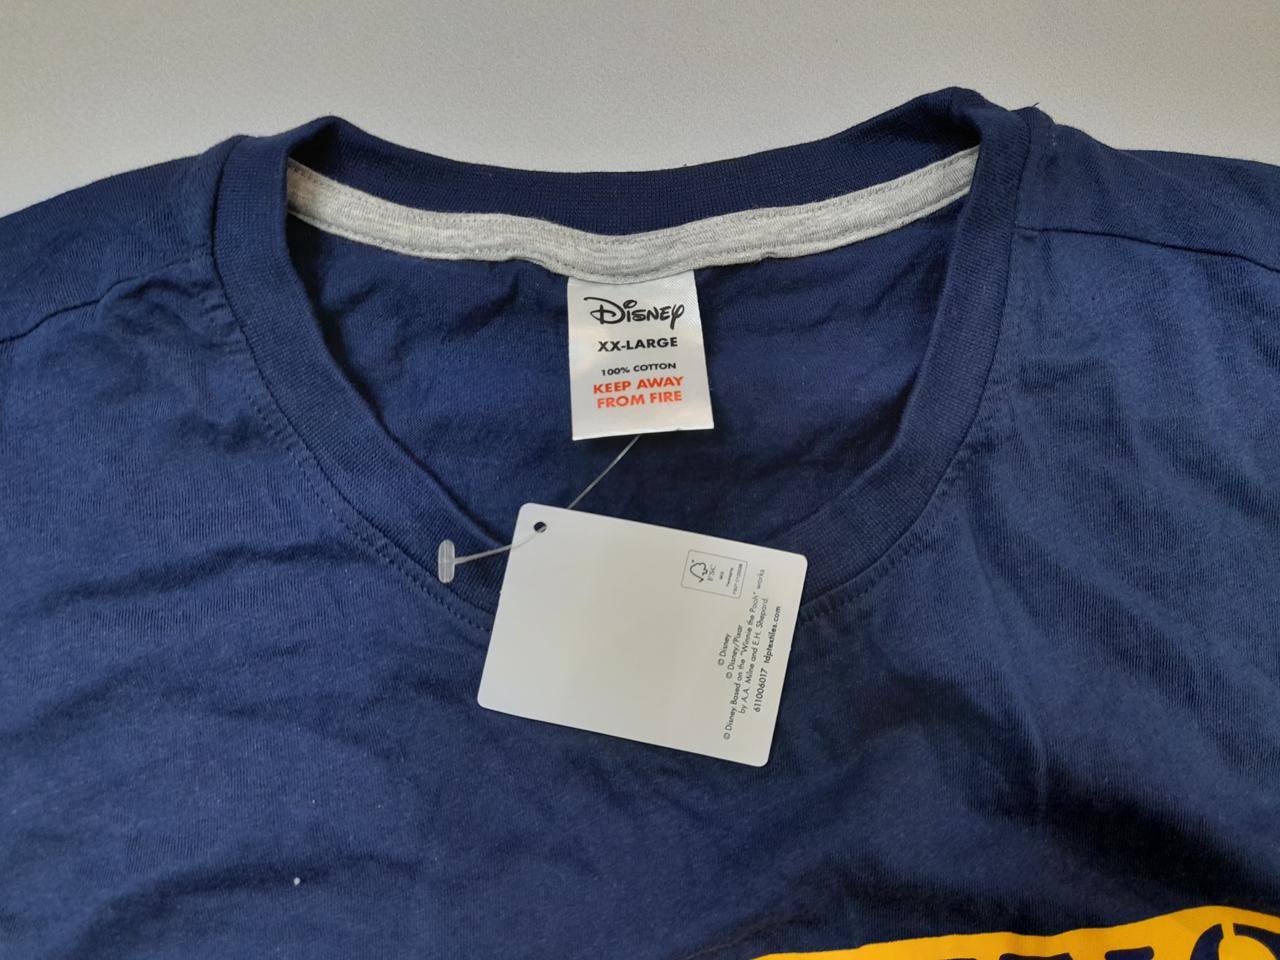 Disney
XX-LARGE
100% COTTON
KEEP AWAY
FROM FIRE
FSC
© Disney
© Disney/Pixar
© Disney. Based on the "Winnie the Pooh" works
by A.A. Milne and E.H. Shepard.
611006017 tdptextiles.com